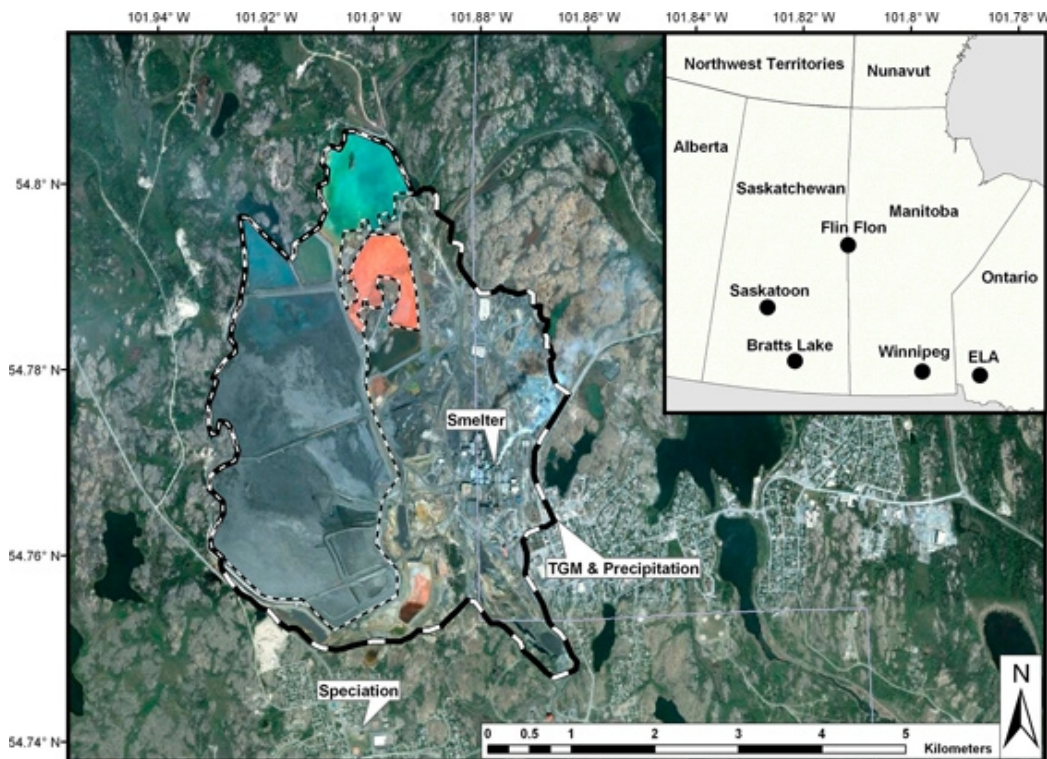 101.94°W 101.92°W 101.9°W 101.88°W 101.86°W 101.84°W 101.82°W 101.8°W 101.78°W
Northwest Territories
Nunavut
Alberta
Saskatchewan
Manitoba
Flin Flon
Ontario
Saskatoon
Bratts Lake
Winnipeg
ELA
54.8°N
54.78°N
54.76°N
54.74°N
Smelter
TGM & Precipitation
Speciation
N
0 0.5 1 2 3 4 5
Kilometers